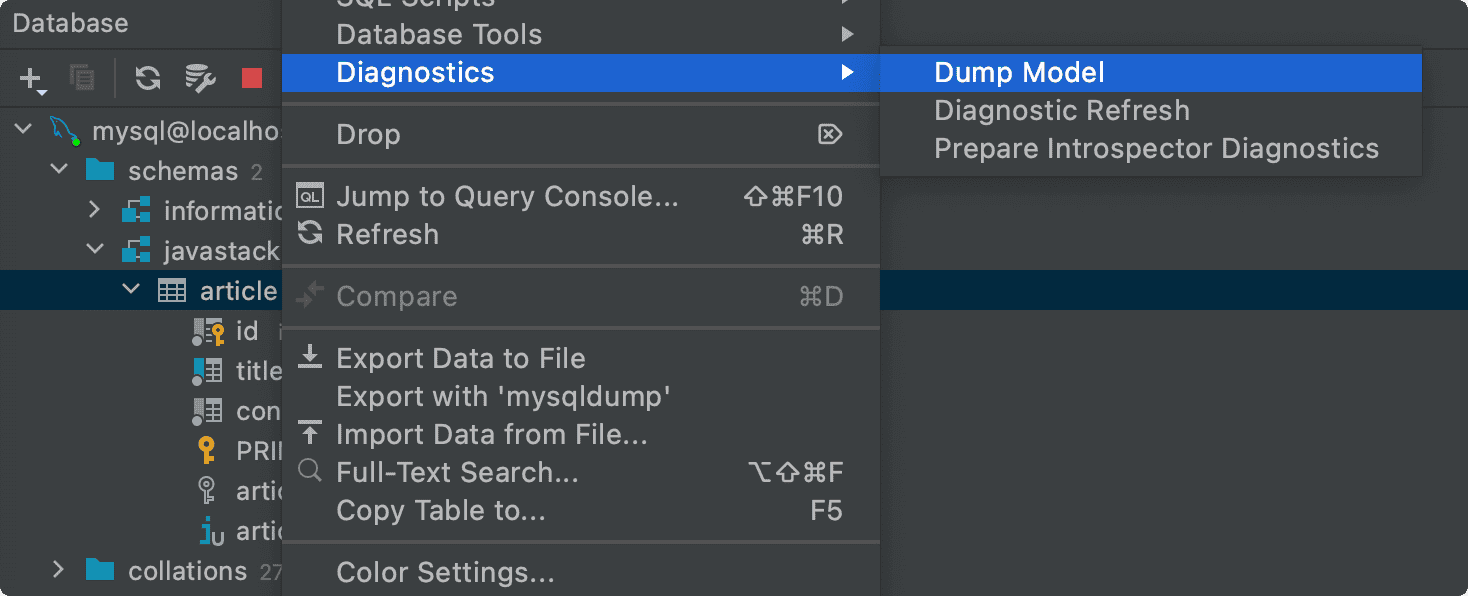 Database
mysql@localho
schemas 2
informatic
javastack
article
id
title
con
PRI
artic
artic
collations 27
SQL Scripts
Database Tools
Diagnostics
Drop
Jump to Query Console... ⇧⌘F10
Refresh ⌘R
Compare ⌘D
Export Data to File
Export with 'mysqldump'
Import Data from File...
Full-Text Search... ⌥⇧⌘F
Copy Table to... F5
Color Settings...
Dump Model
Diagnostic Refresh
Prepare Introspector Diagnostics